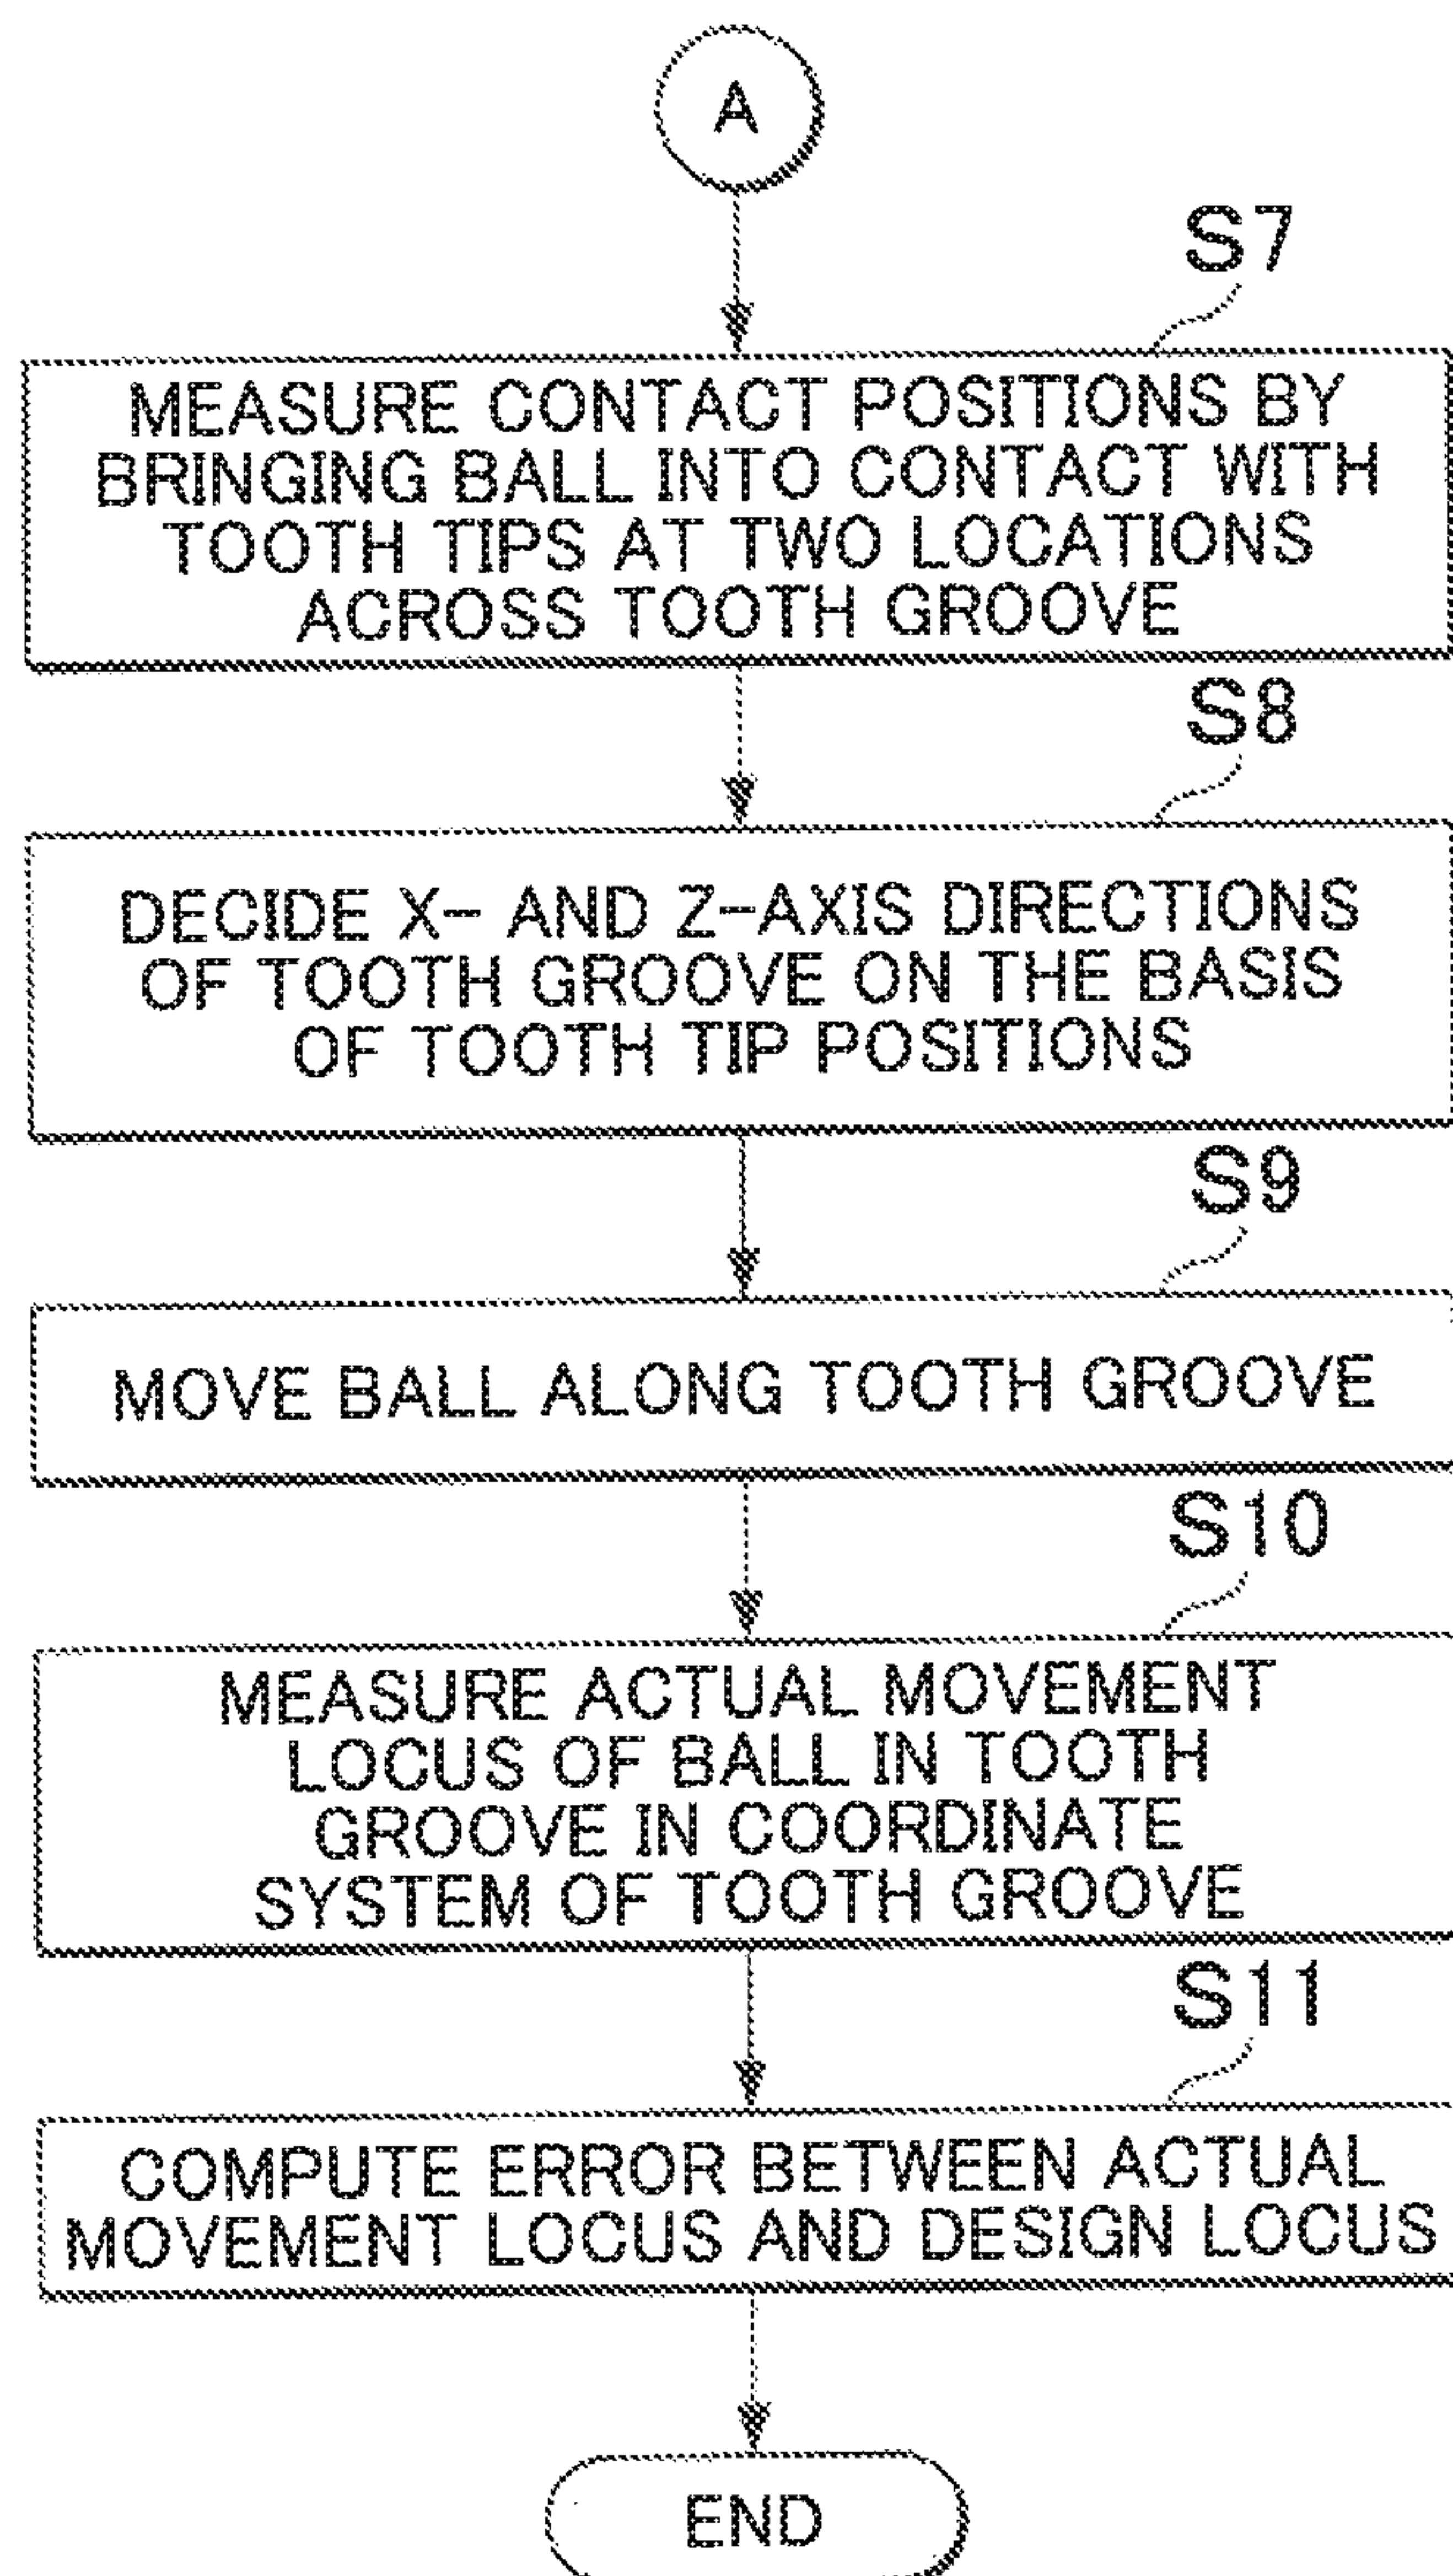 A
S7
MEASURE CONTACT POSITIONS BY
BRINGING BALL INTO CONTACT WITH
TOOTH TIPS AT TWO LOCATIONS
ACROSS TOOTH GROOVE
S8
DECIDE X- AND Z-AXIS DIRECTIONS
OF TOOTH GROOVE ON THE BASIS
OF TOOTH TIP POSITIONS
S9
MOVE BALL ALONG TOOTH GROOVE
S10
MEASURE ACTUAL MOVEMENT
LOCUS OF BALL IN TOOTH
GROOVE IN COORDINATE
SYSTEM OF TOOTH GROOVE
S11
COMPUTE ERROR BETWEEN ACTUAL
MOVEMENT LOCUS AND DESIGN LOCUS
END